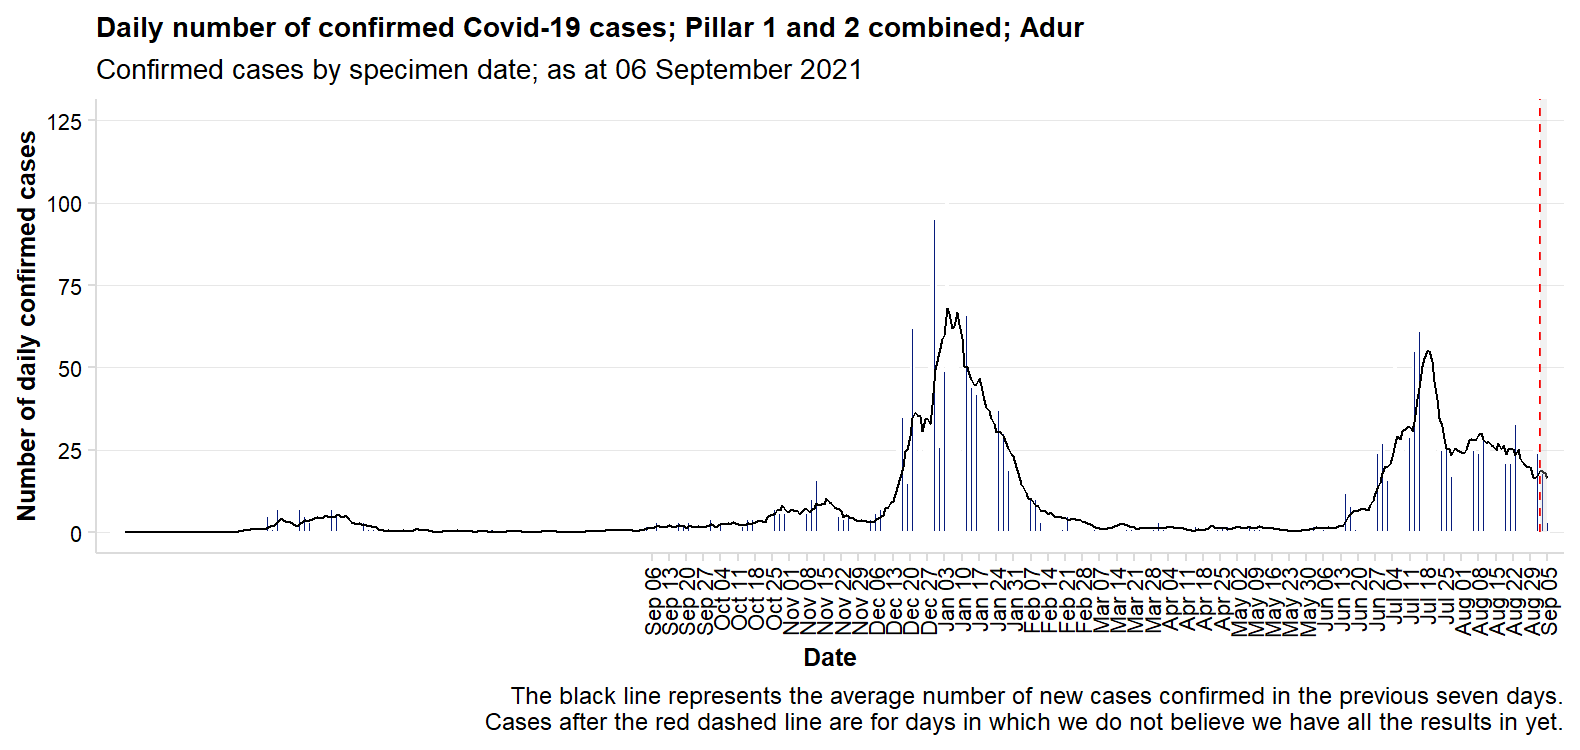 Daily number of confirmed Covid-19 cases; Pillar 1 and 2 combined; Adur
Confirmed cases by specimen date; as at 06 September 2021
Number of daily confirmed cases
125
100
75
50
25
0
Sep 06
Sep 13
Sep 20
Sep 27
Oct 04
Oct 11
Oct 18
Oct 25
Nov 01
Nov 08
Nov 15
Nov 22
Nov 29
Dec 06
Dec 13
Dec 20
Dec 27
Jan 03
Jan 10
Jan 17
Jan 24
Jan 31
Feb 07
Feb 14
Feb 21
Feb 28
Mar 07
Mar 14
Mar 21
Mar 28
Apr 04
Apr 11
Apr 18
Apr 25
May 02
May 09
May 16
May 23
May 30
Jun 06
Jun 13
Jun 20
Jun 27
Jul 04
Jul 11
Jul 18
Jul 25
Aug 01
Aug 08
Aug 15
Aug 22
Aug 29
Sep 05
Date
The black line represents the average number of new cases confirmed in the previous seven days.
Cases after the red dashed line are for days in which we do not believe we have all the results in yet.